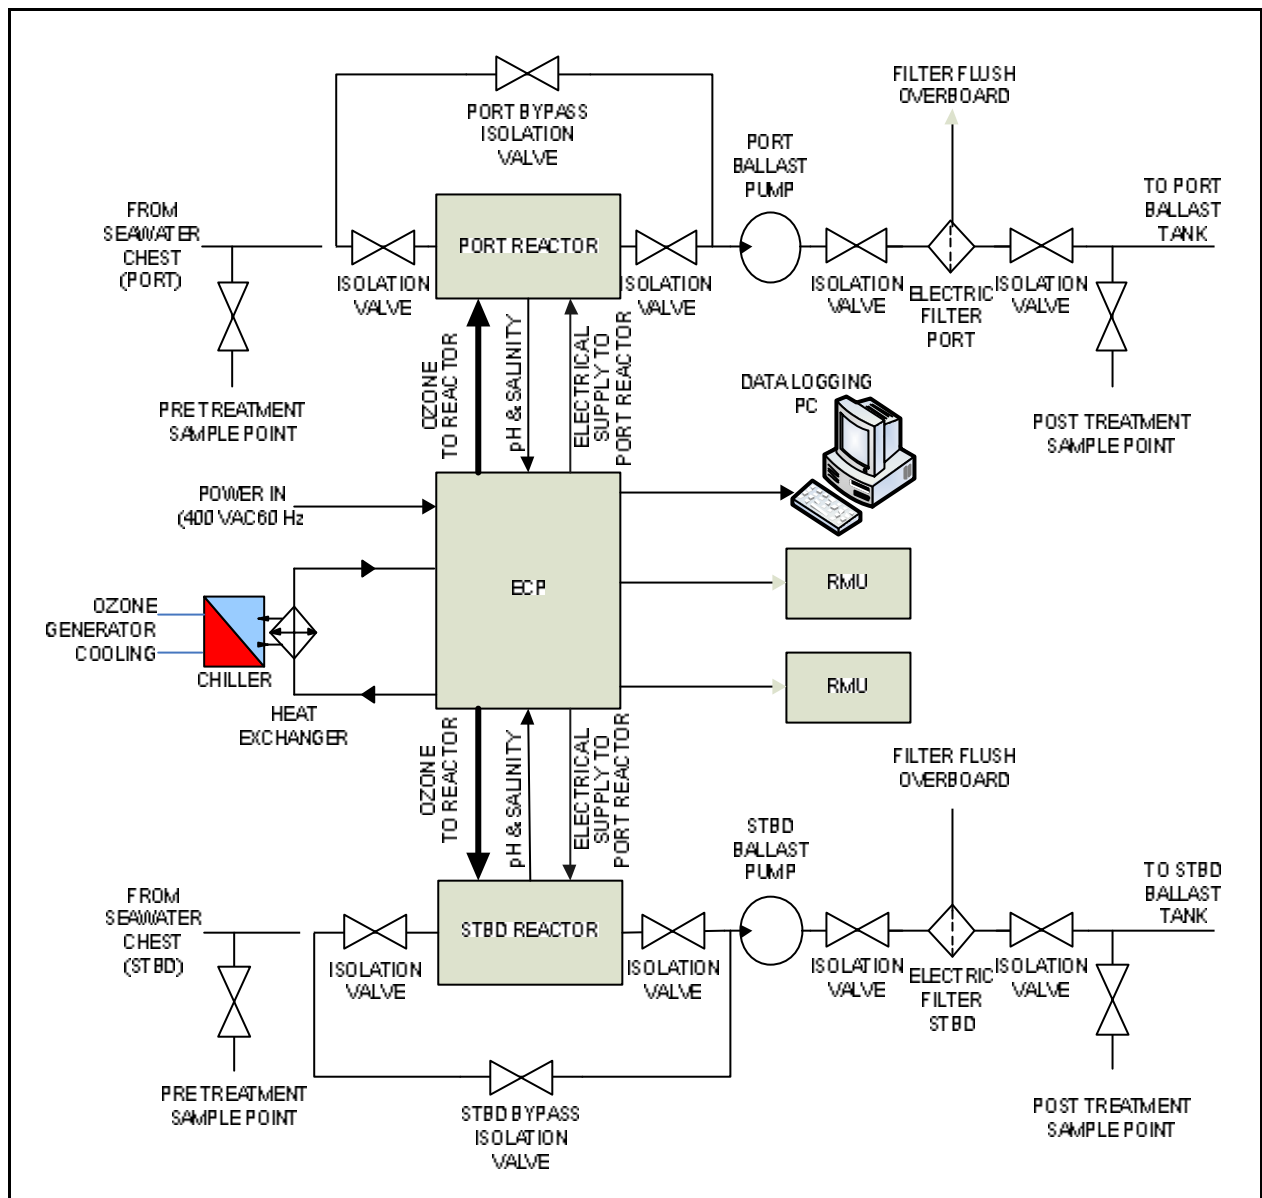 PORT BYPASS
ISOLATION
VALVE
FILTER FLUSH
OVERBOARD
PORT
BALLAST
PUMP
FROM
SEAWATER
CHEST
(PORT)
PORT REACTOR
TO PORT
BALLAST
TANK
ISOLATION
VALVE
ISOLATION
VALVE
ISOLATION
VALVE
ELECTRIC
FILTER
PORT
ISOLATION
VALVE
PRE TREATMENT
SAMPLE POINT
OZONE
TO REACTOR
pH & SALINITY
ELECTRICAL
SUPPLY TO
PORT REACTOR
DATA LOGGING
PC
POST TREATMENT
SAMPLE POINT
POWER IN
(400 VAC 60 Hz
ECP
RMU
OZONE
GENERATOR
COOLING
CHILLER
RMU
HEAT
EXCHANGER
OZONE
TO REACTOR
pH & SALINITY
ELECTRICAL
SUPPLY TO
PORT REACTOR
FILTER FLUSH
OVERBOARD
STBD
BALLAST
PUMP
FROM
SEAWATER
CHEST
(STBD)
STBD REACTOR
TO STBD
BALLAST
TANK
ISOLATION
VALVE
ISOLATION
VALVE
ISOLATION
VALVE
ELECTRIC
FILTER
STBD
ISOLATION
VALVE
PRE TREATMENT
SAMPLE POINT
STBD BYPASS
ISOLATION
VALVE
POST TREATMENT
SAMPLE POINT